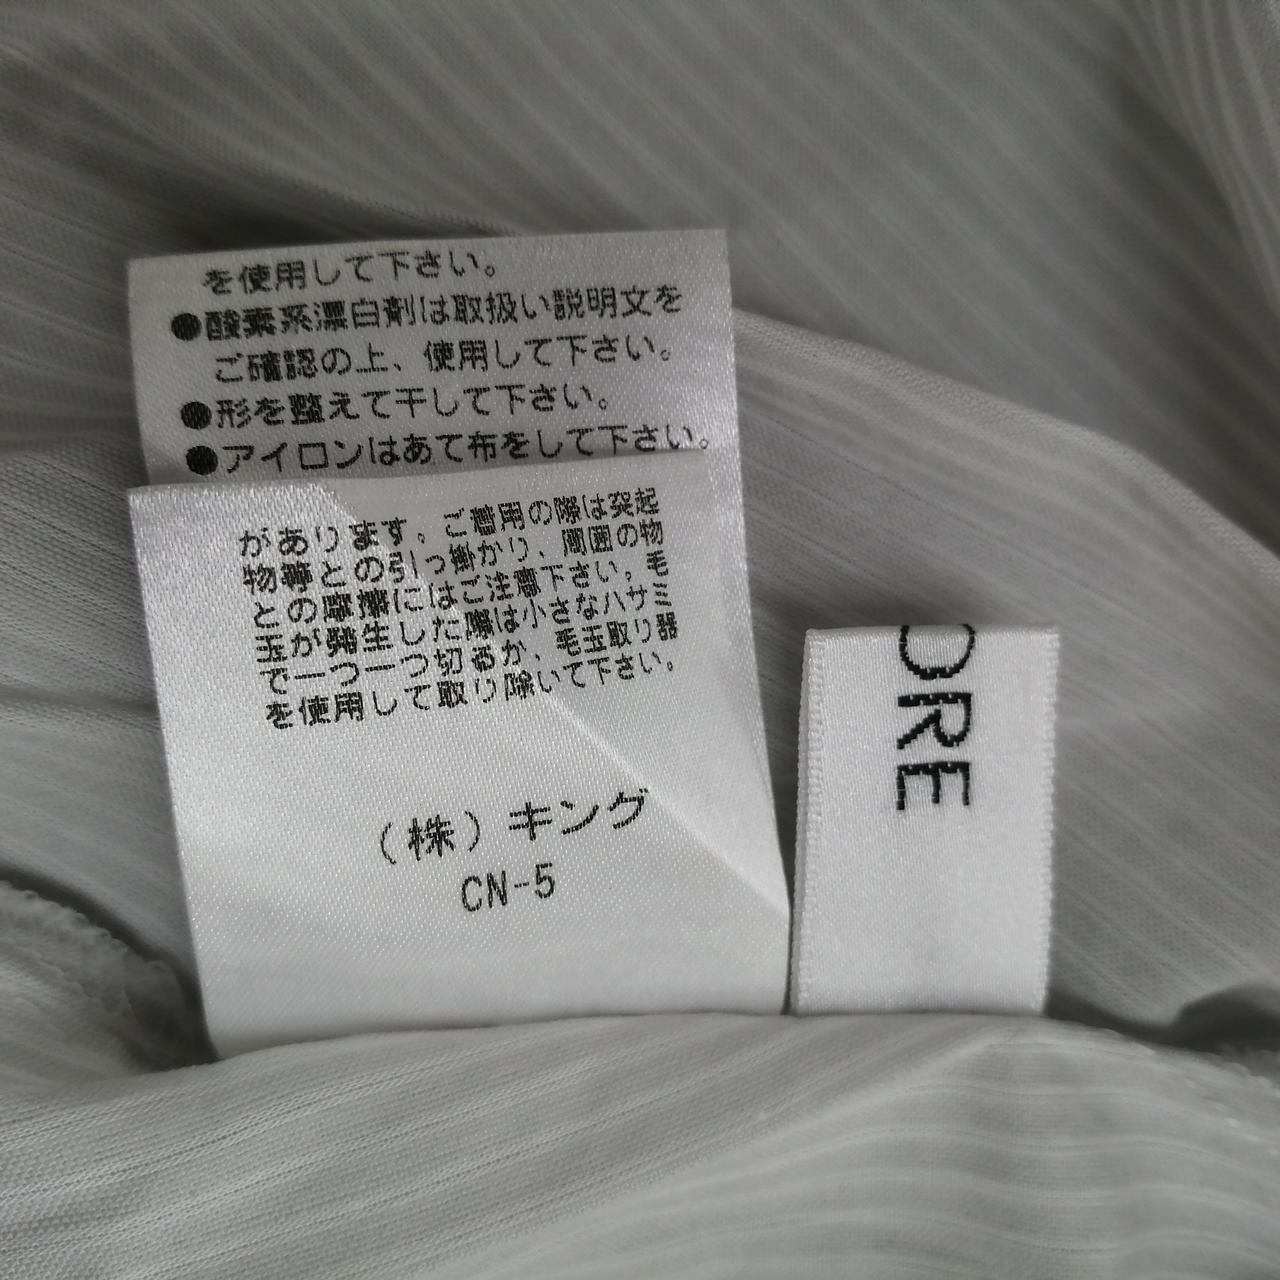 を使用して下さい。
●酸素系漂白剤は取扱い説明文を
ご確認の上、使用して下さい。
●形を整えて干して下さい。
●アイロンはあて布をして下さい。
があります。ご着用の際は突起
物等との引っ掛かり、周囲の物
との摩擦にはご注意下さい。毛
玉が発生した際は小さなハサミ
で一つ一つ切るか、毛玉取り器
を使用して取り除いて下さい。
（株）キング
CN-5
ORE